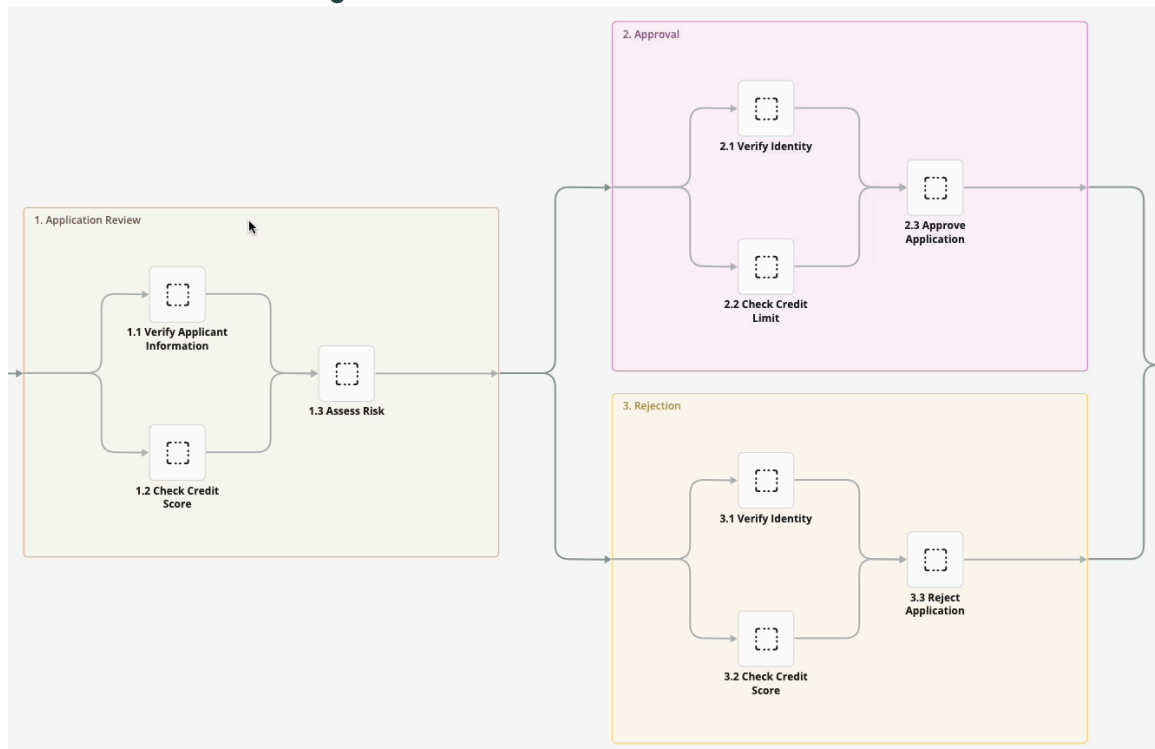 2. Approval
2.1 Verify Identity
2.3 Approve
Application
2.2 Check Credit
Limit
1. Application Review
1.1 Verify Applicant
Information
1.3 Assess Risk
1.2 Check Credit
Score
3. Rejection
3.1 Verify Identity
3.3 Reject
Application
3.2 Check Credit
Score